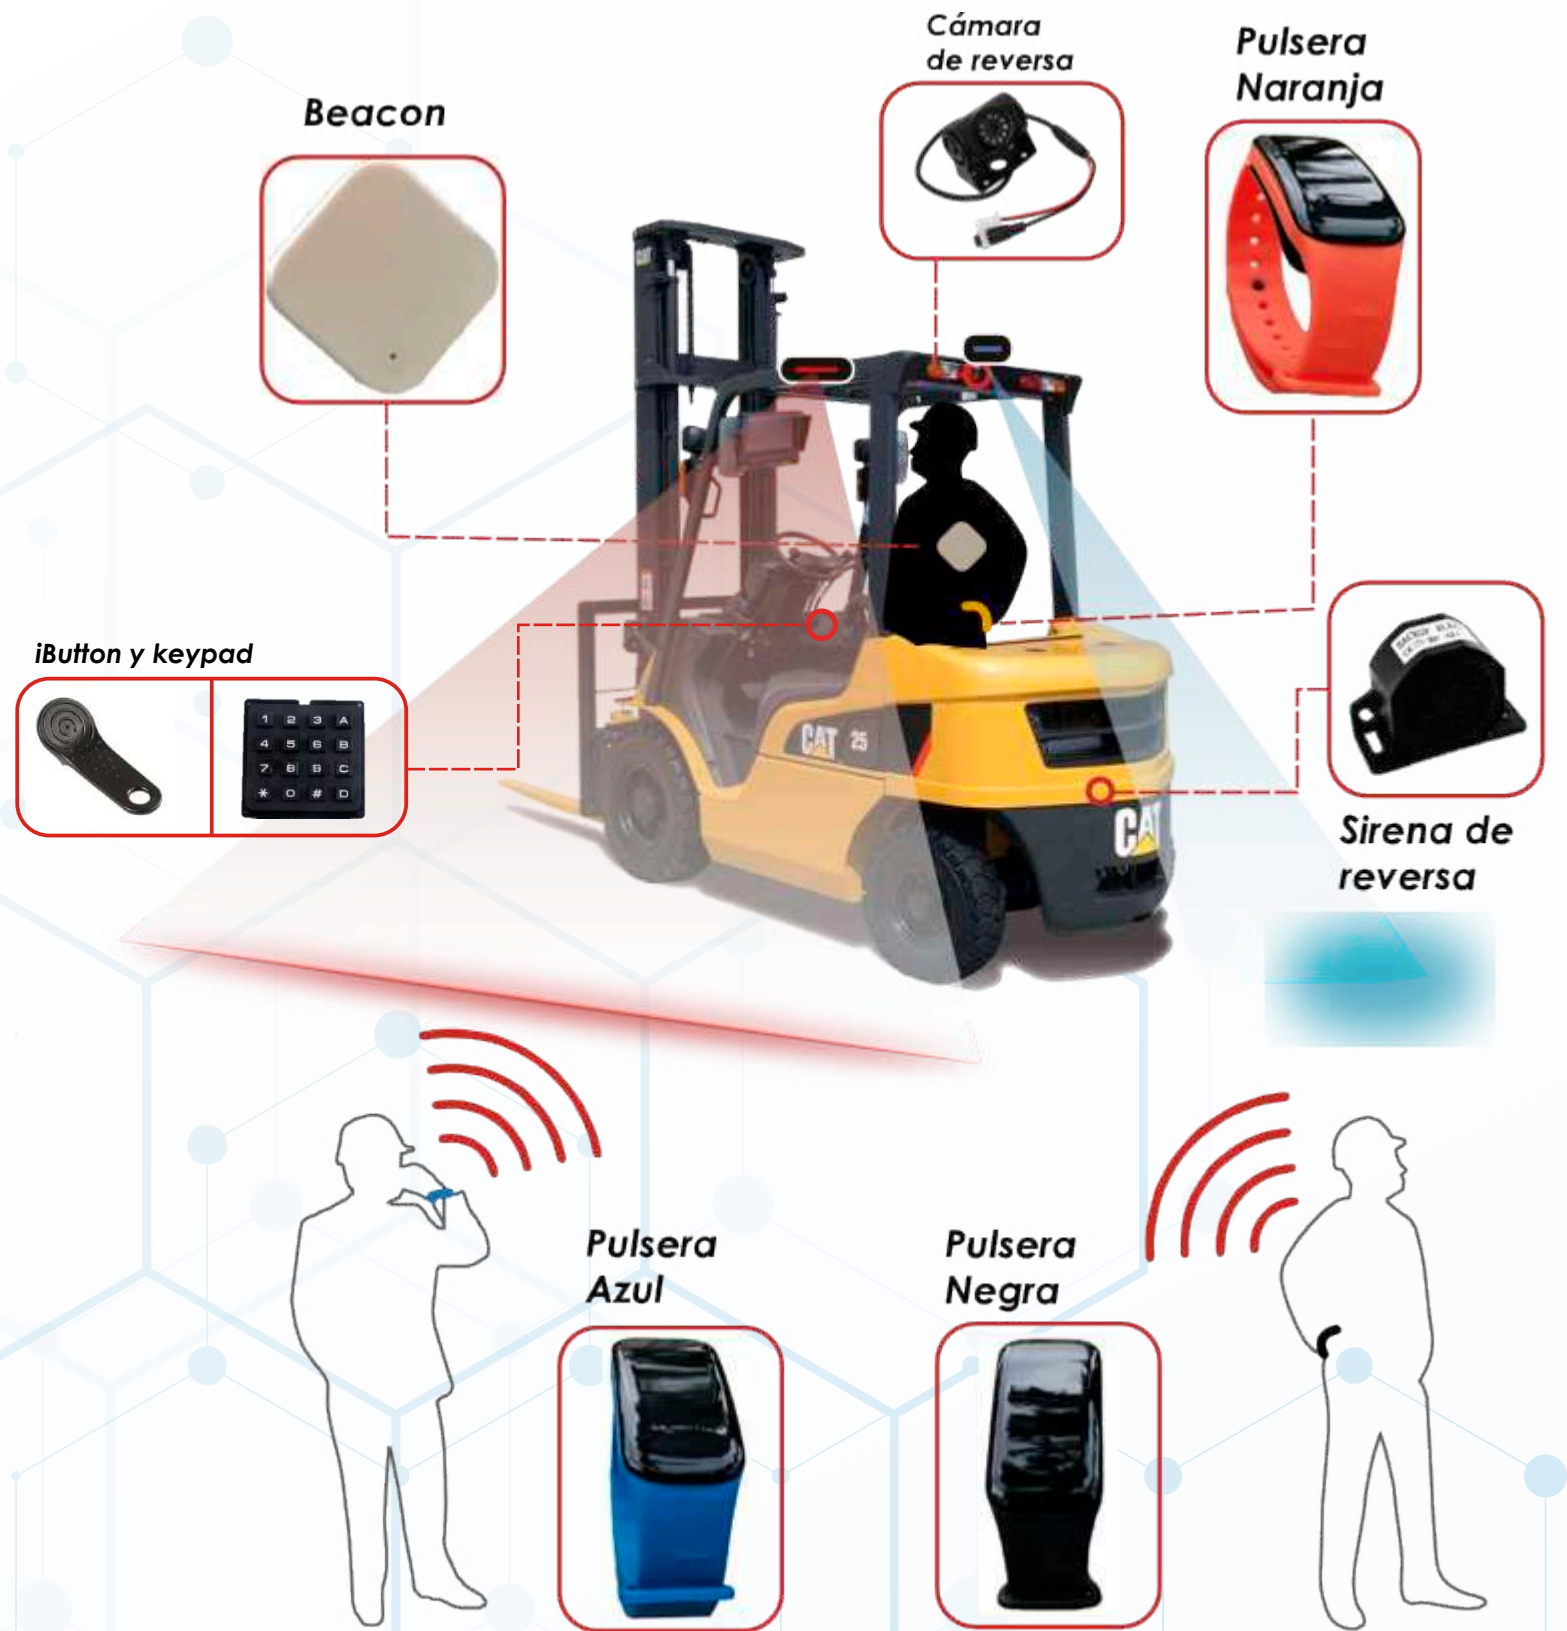 Cámara
de reversa
Pulsera
Naranja
Beacon
CAT
iButton y keypad
1 2 3 A
4 5 6 B
7 8 9 C
* 0 # D
CAT 25
CAT
Sirena de
reversa
Pulsera
Azul
Pulsera
Negra